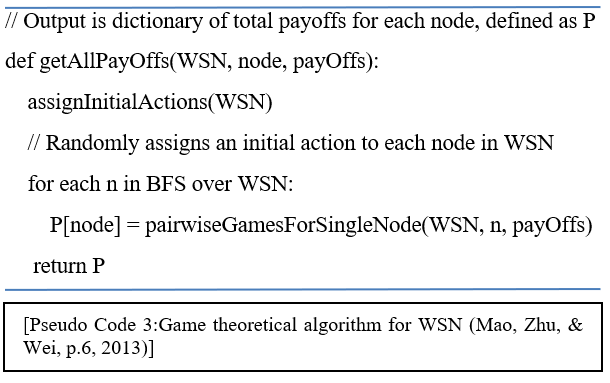 // Output is dictionary of total payoffs for each node, defined as P
def getAllPayOffs(WSN, node, payOffs):
assignInitialActions(WSN)
// Randomly assigns an initial action to each node in WSN
for each n in BFS over WSN:
P[node] = pairwiseGamesForSingleNode(WSN, n, payOffs)
return P
[Pseudo Code 3:Game theoretical algorithm for WSN (Mao, Zhu, &
Wei, p.6, 2013)]